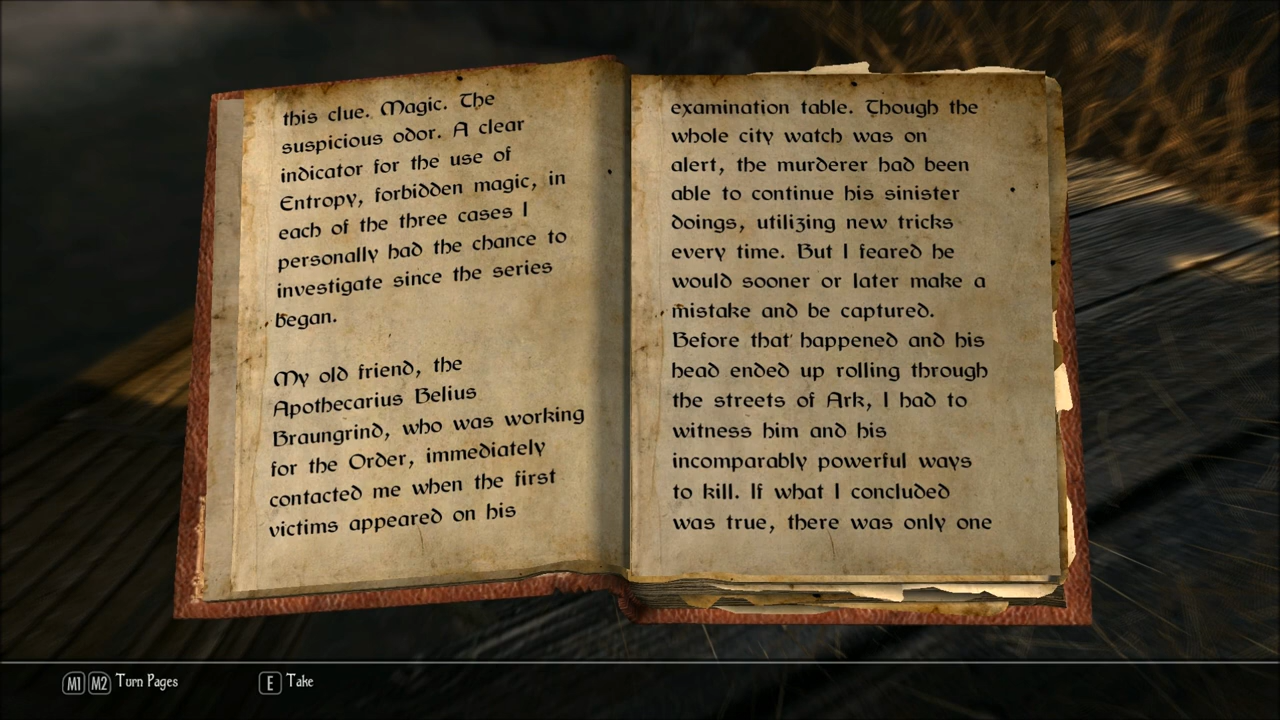 this clue. Magic. The
suspicious odor. A clear
indicator for the use of
Entropy, forbidden magic, in
each of the three cases I
personally had the chance to
investigate since the series
began.
My old friend, the
Apothecarius Belius
Braungrind, who was working
for the Order, immediately
contacted me when the first
victims appeared on his
examination table. Though the
whole city watch was on
alert, the murderer had been
able to continue his sinister
doings, utilizing new tricks
every time. But I feared he
would sooner or later make a
mistake and be captured.
Before that happened and his
head ended up rolling through
the streets of Ark, I had to
witness him and his
incomparably powerful ways
to kill. If what I concluded
was true, there was only one
M1 M2 Turn Pages
E Take